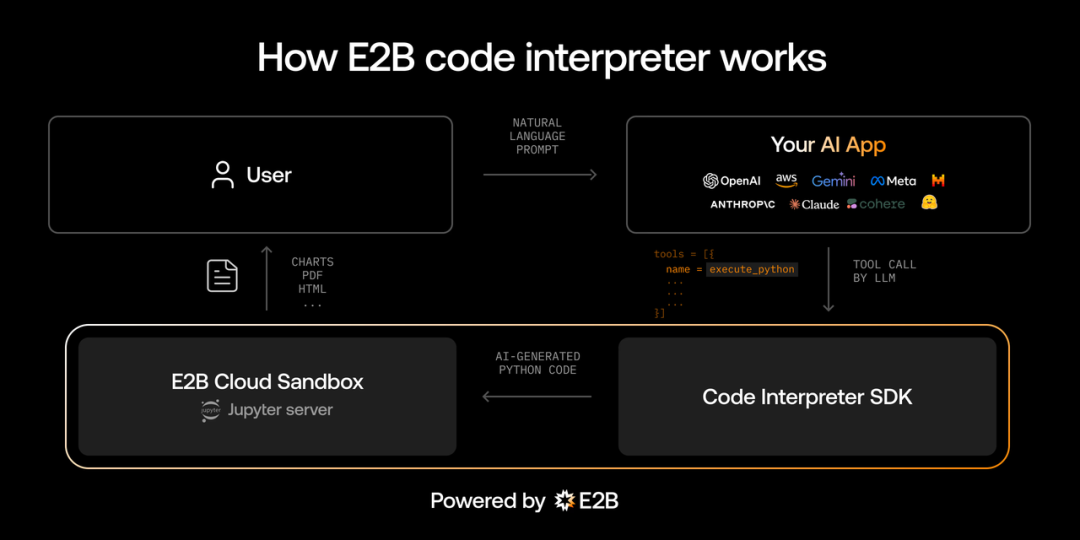 How E2B code interpreter works
User
NATURAL
LANGUAGE
PROMPT
Your AI App
OpenAI aws Gemini Meta
ANTHROP\C Claude cohere
CHARTS
PDF
HTML
...
tools = [{
name = execute_python
...
...
...
}]
TOOL CALL
BY LLM
E2B Cloud Sandbox
jupyter Jupyter server
AI-GENERATED
PYTHON CODE
Code Interpreter SDK
Powered by E2B